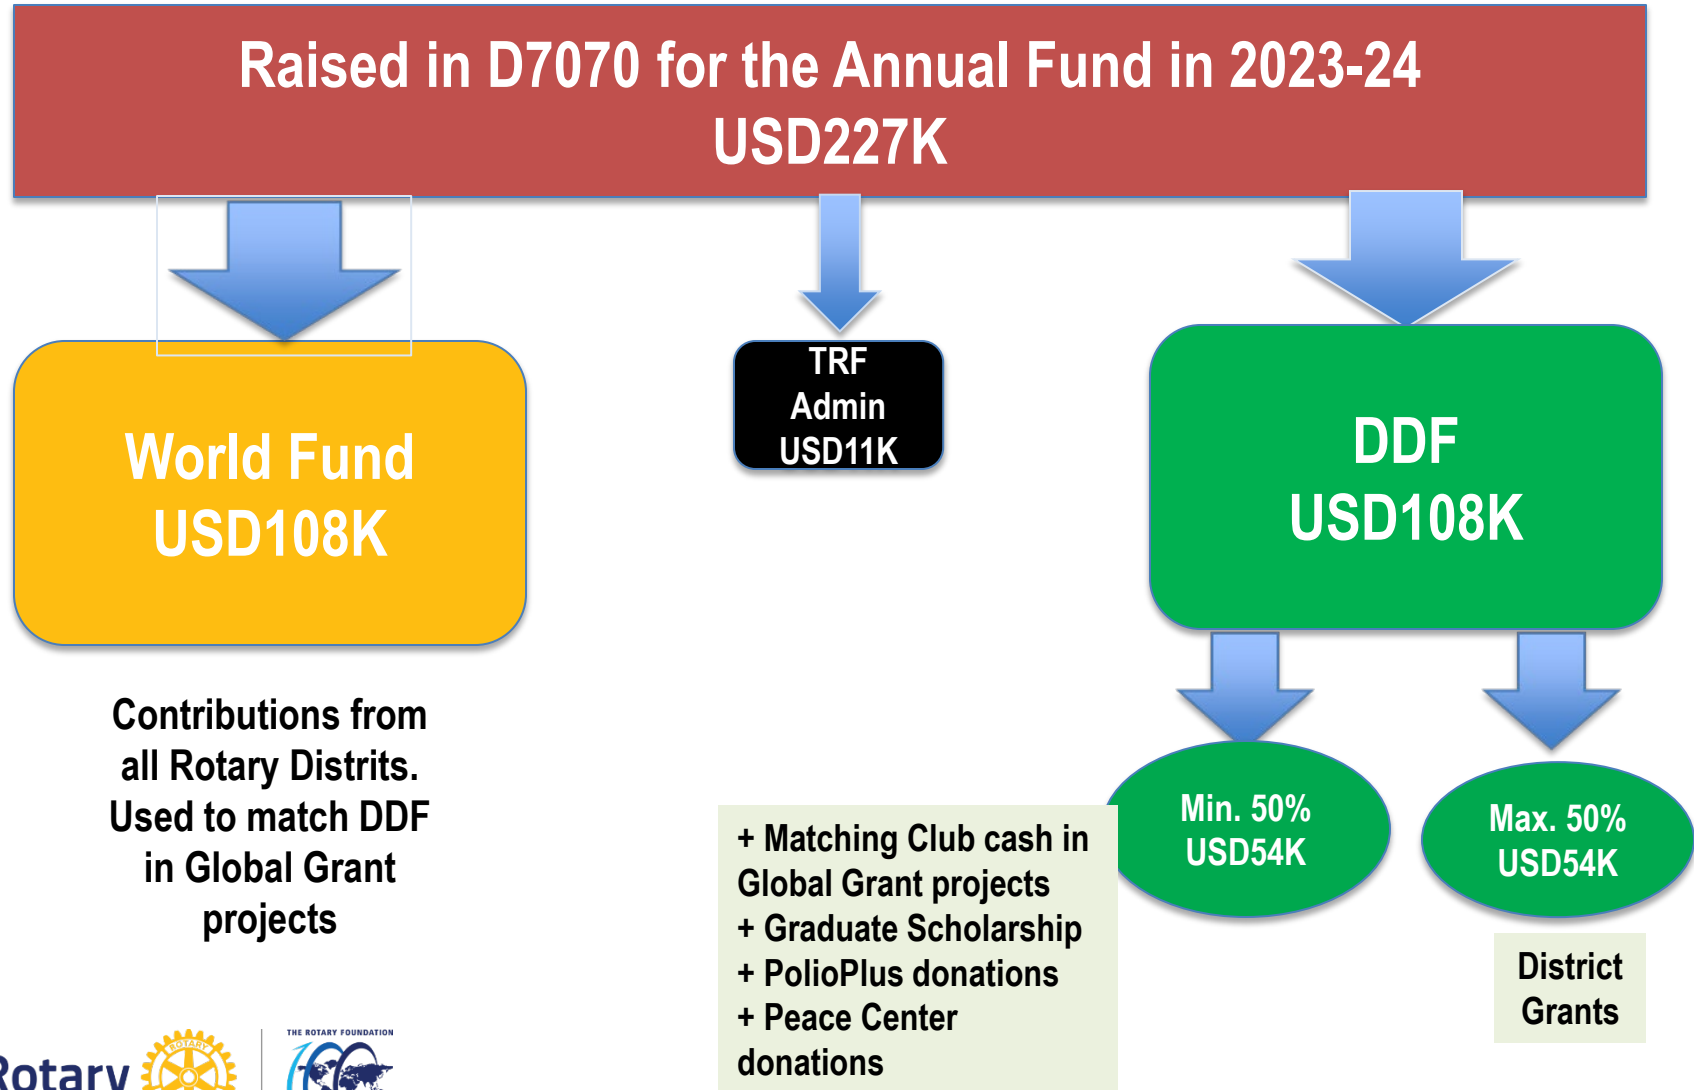 Raised in D7070 for the Annual Fund in 2023-24
USD227K
World Fund
USD108K
TRF
Admin
USD11K
DDF
USD108K
Contributions from
all Rotary Distrits.
Used to match DDF
in Global Grant
projects
+ Matching Club cash in
Global Grant projects
+ Graduate Scholarship
+ PolioPlus donations
+ Peace Center
donations
Min. 50%
USD54K
Max. 50%
USD54K
District
Grants
Rotary
ROTARY
THE ROTARY FOUNDATION
100